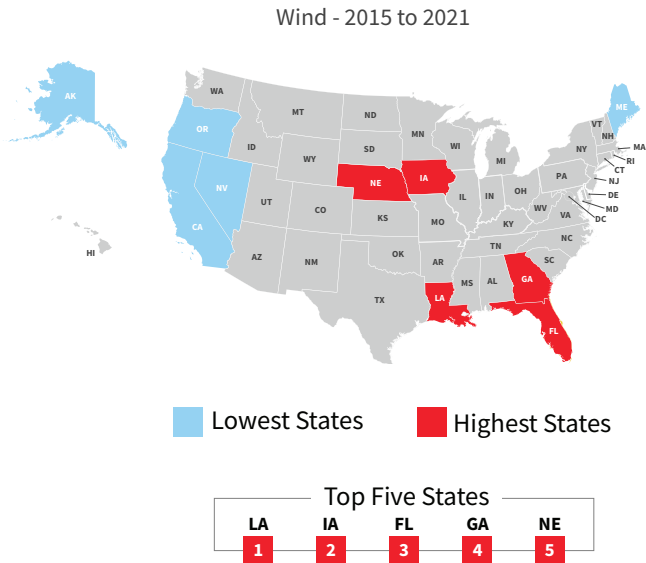 Wind - 2015 to 2021
AK
WA
OR
CA
NV
ID
MT
WY
UT
CO
AZ
NM
ND
SD
NE
KS
OK
TX
MN
IA
MO
AR
LA
WI
IL
MI
IN
OH
KY
TN
MS
AL
GA
FL
SC
NC
VA
WV
PA
NY
VT
NH
ME
MA
RI
CT
NJ
DE
MD
DC
HI
Lowest States
Highest States
Top Five States
LA IA FL GA NE
1 2 3 4 5